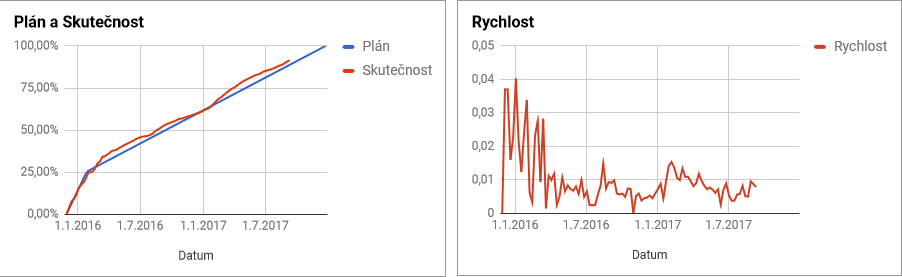 Plán a Skutečnost
100,00%
75,00%
50,00%
25,00%
0,00%
1.1.2016
1.7.2016
1.1.2017
1.7.2017
Datum
Plán
Skutečnost
Rychlost
0,05
0,04
0,03
0,02
0,01
0
1.1.2016
1.7.2016
1.1.2017
1.7.2017
Datum
Rychlost